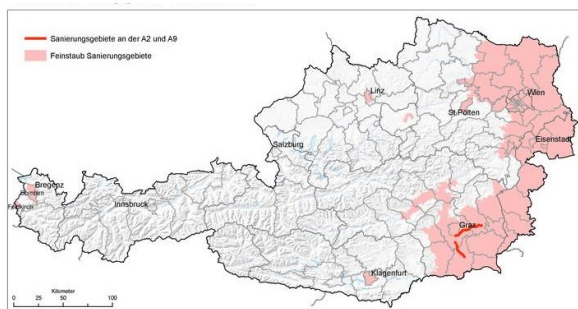 Sanierungsgebiete an der A2 und A9
Feinstaub Sanierungsgebiete
Linz
Wien
St-Pölten
Salzburg
Eisenstadt
Bregenz
Dornbirn
Feldkirch
Innsbruck
Graz
Klagenfurt
Kilometer
0 25 50 100